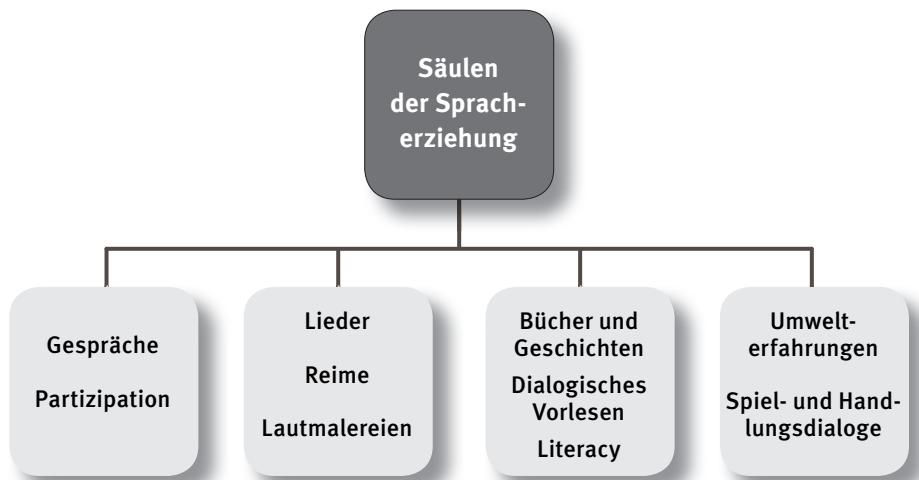 Säulen
der Sprach-
erziehung
Gespräche
Partizipation
Lieder
Reime
Lautmalereien
Bücher und
Geschichten
Dialogisches
Vorlesen
Literacy
Umwelt-
erfahrungen
Spiel- und Hand-
lungsdialoge